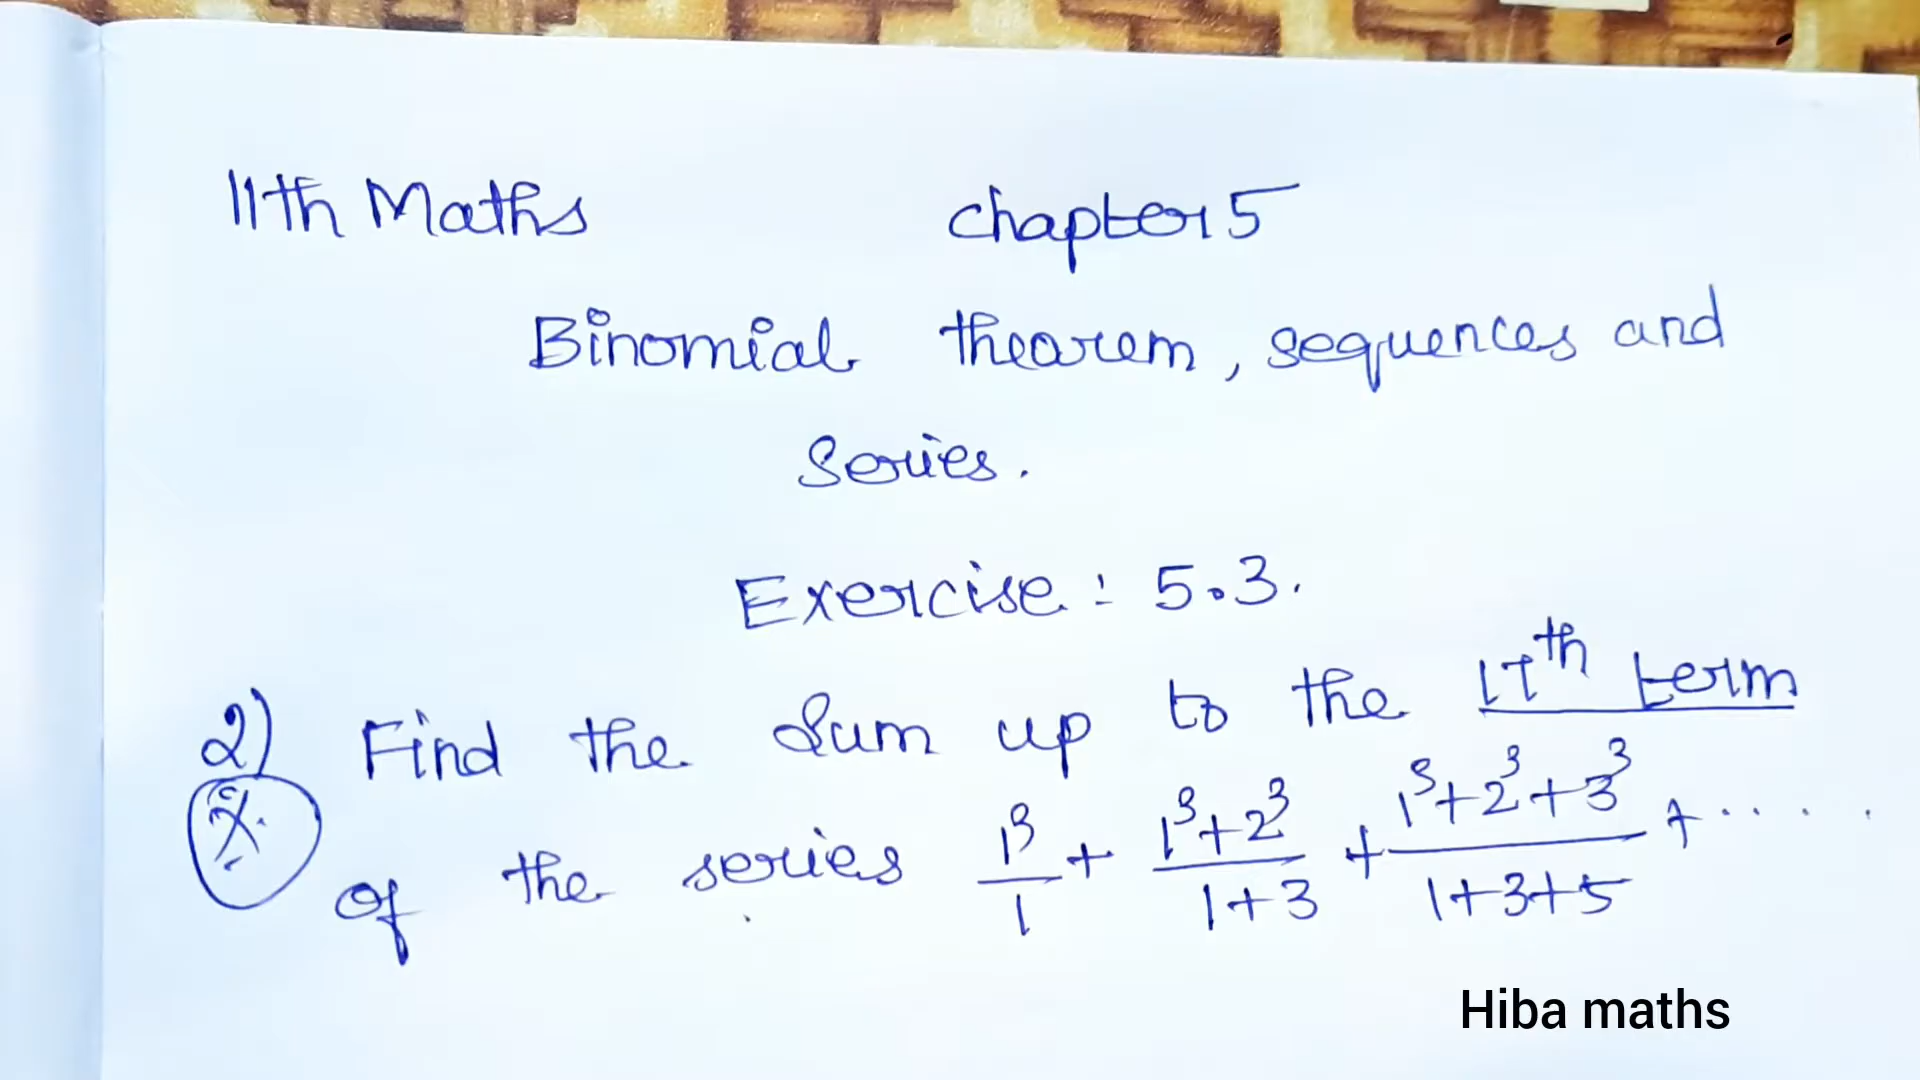 11th Maths chapter 5
Binomial thearem, sequences and
Series.
Exercise : 5.3.
2) Find the Sum up to the 17th term
of the series 1³/1 + 1³+2³/1+3 + 1³+2³+3³/1+3+5 + .....
Hiba maths